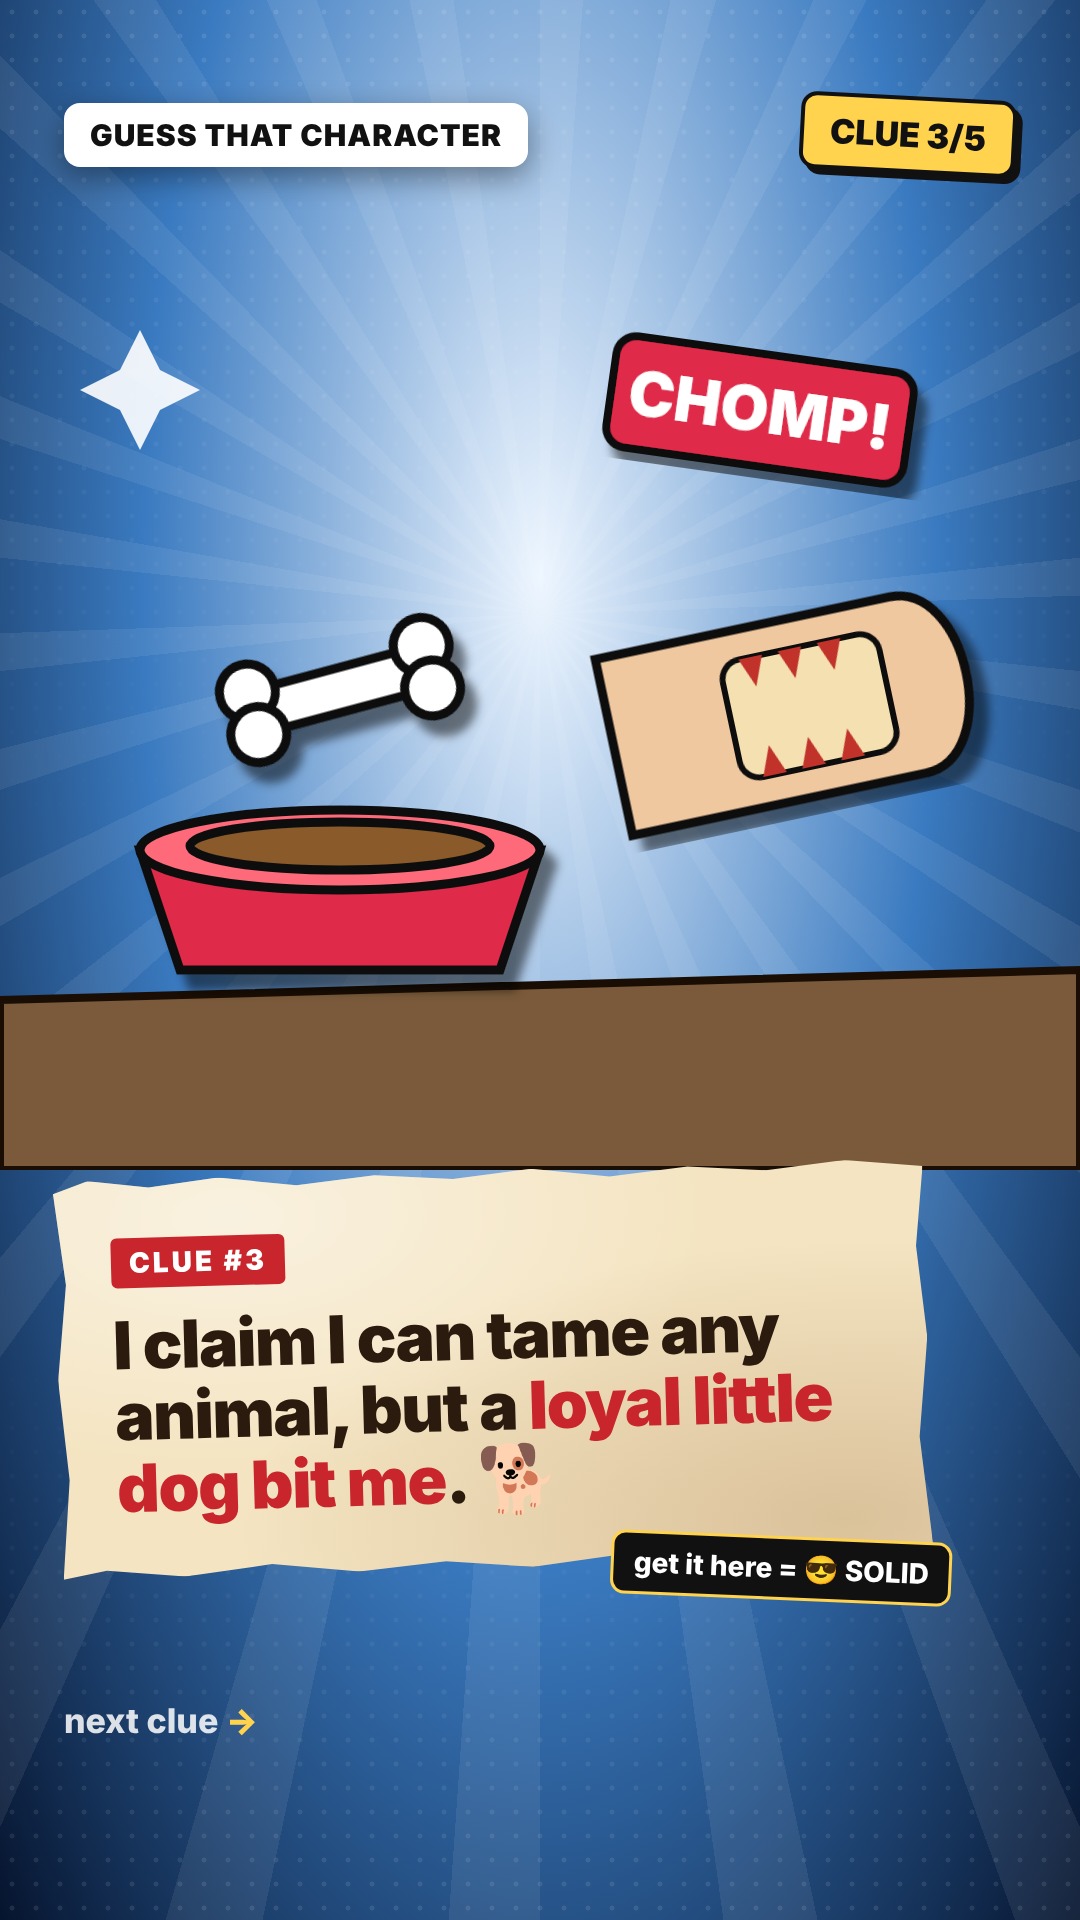 GUESS THAT CHARACTER
CLUE 3/5
CHOMP!
CLUE #3
I claim I can tame any
animal, but a loyal little
dog bit me. 🐕
get it here = 😎 SOLID
next clue →